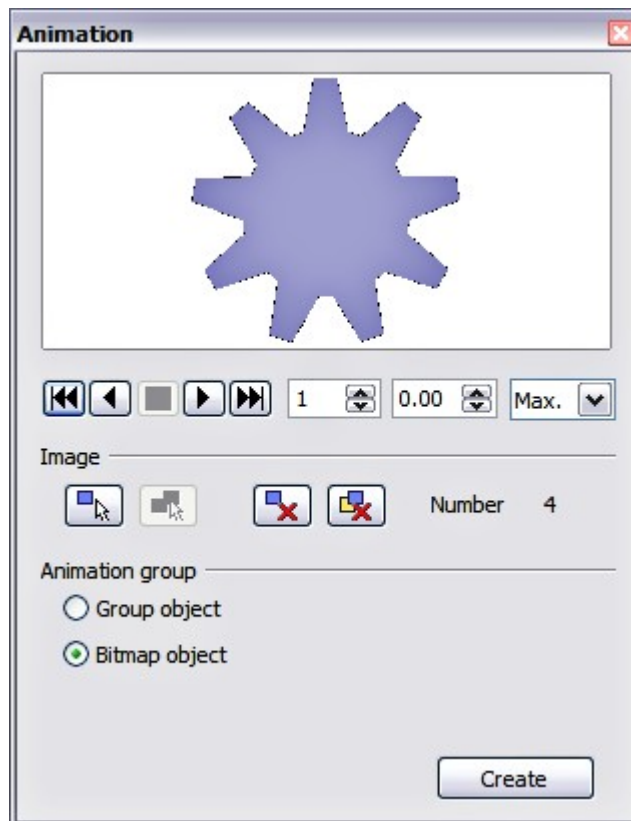 Animation
1 0.00 Max.
Image
Number 4
Animation group
Group object
Bitmap object
Create